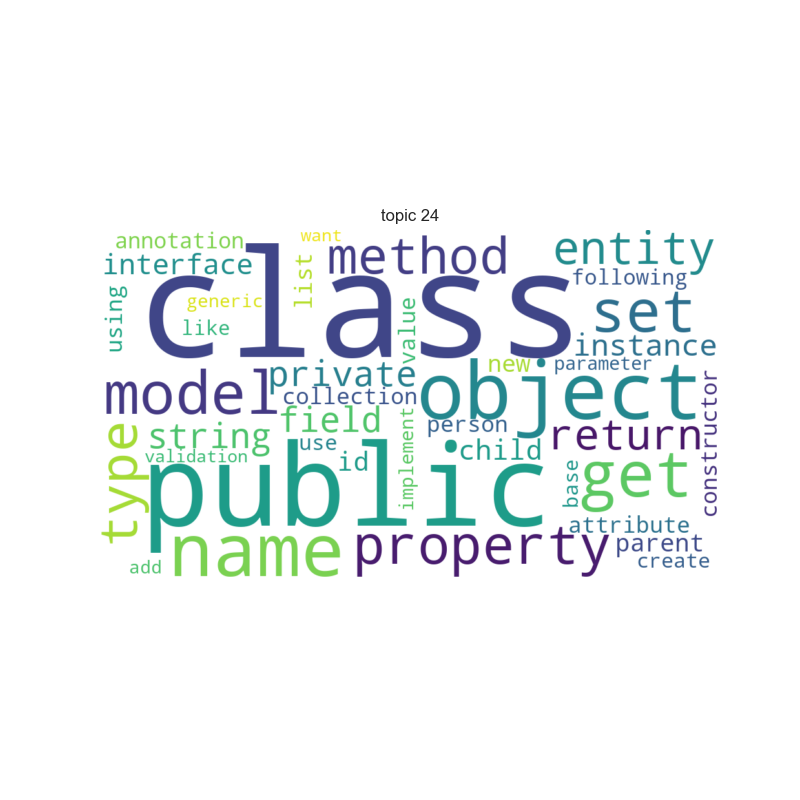 topic 24
annotation
want
method
entity
interface
class
following
list
generic
set
using
like
value
instance
new
parameter
private
object
model
collection
person
field
return
constructor
string
use
child
type
validation
id
implement
public
get
base
name
property
attribute
parent
add
create